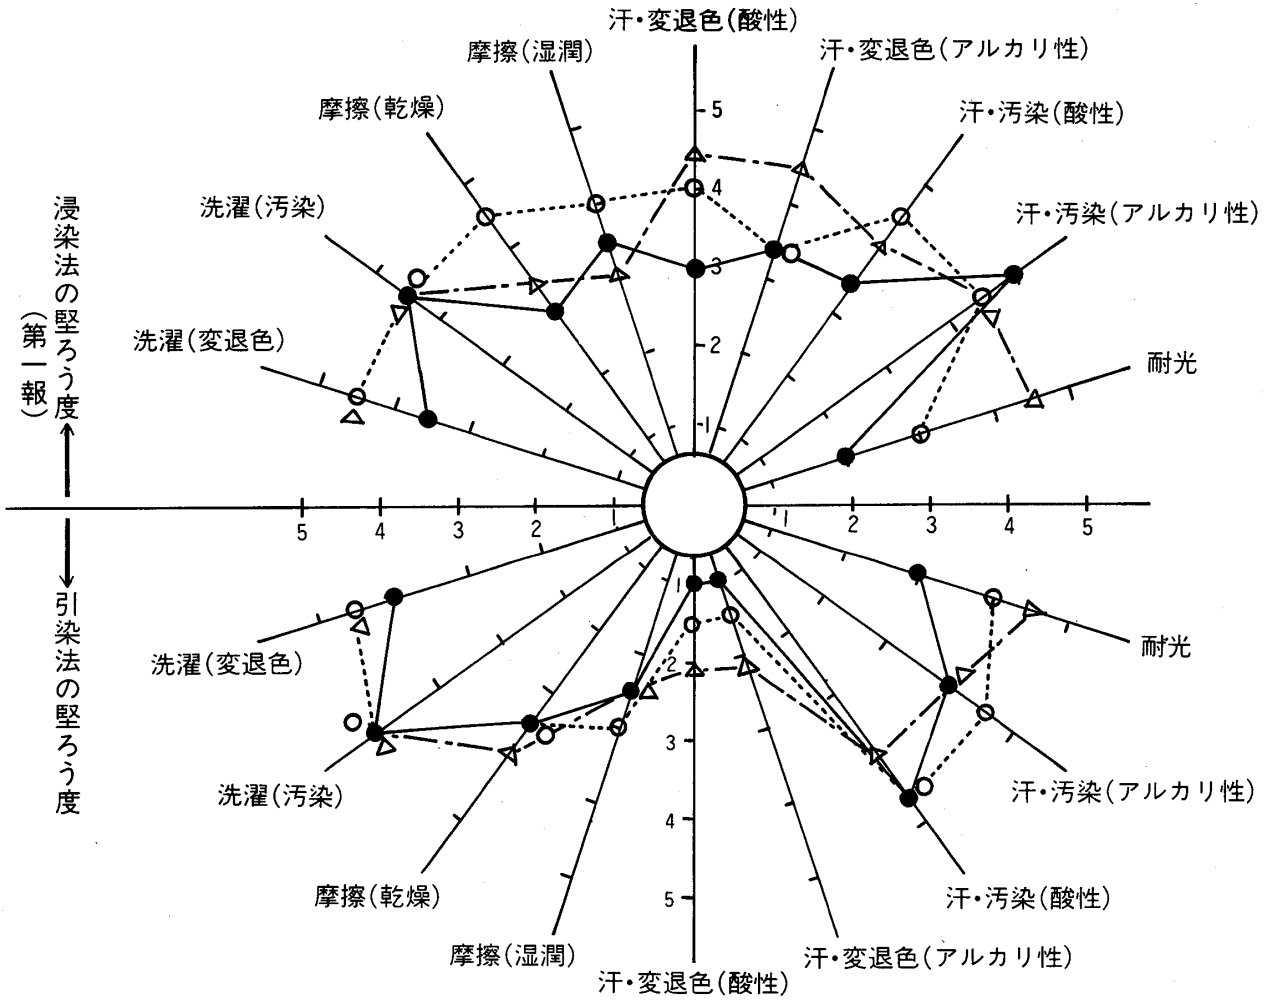 汗・変退色(酸性)
摩擦(湿潤)
汗・変退色(アルカリ性)
摩擦(乾燥)
汗・汚染(酸性)
洗濯(汚染)
汗・汚染(アルカリ性)
洗濯(変退色)
耐光
浸染法の堅ろう度
(第一報)
5
4
3
2
1
5
4
3
2
1
1
2
3
4
5
1
2
3
4
5
引染法の堅ろう度
洗濯(変退色)
耐光
洗濯(汚染)
汗・汚染(アルカリ性)
摩擦(乾燥)
汗・汚染(酸性)
摩擦(湿潤)
汗・変退色(アルカリ性)
汗・変退色(酸性)